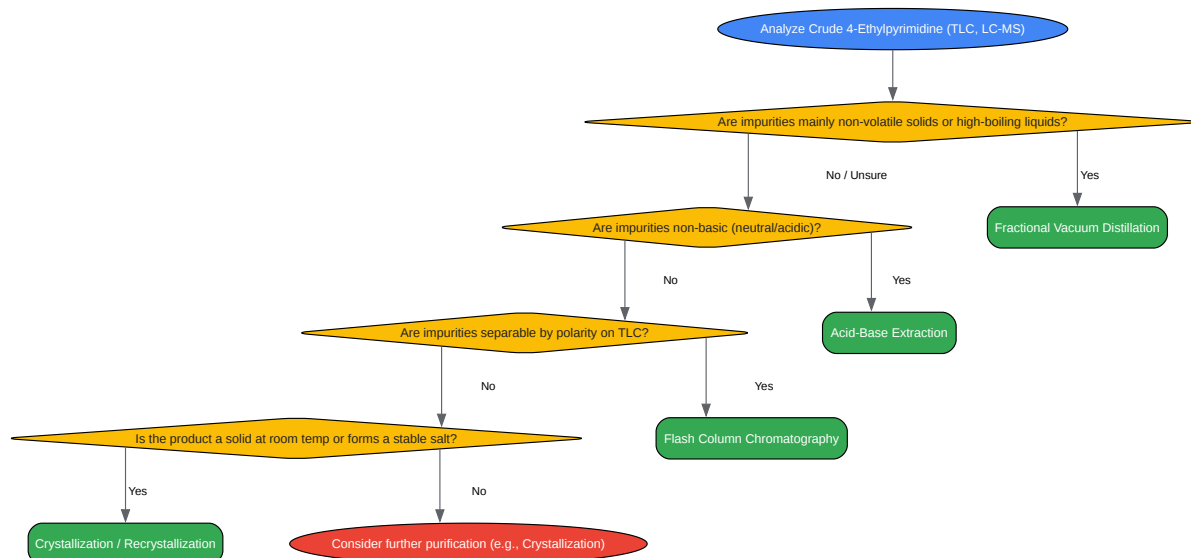 Analyze Crude 4-Ethylpyrimidine (TLC, LC-MS)
Are impurities mainly non-volatile solids or high-boiling liquids?
No / Unsure
Yes
Are impurities non-basic (neutral/acidic)?
Fractional Vacuum Distillation
No
Yes
Are impurities separable by polarity on TLC?
Acid-Base Extraction
No
Yes
Is the product a solid at room temp or forms a stable salt?
Flash Column Chromatography
Yes
No
Crystallization / Recrystallization
Consider further purification (e.g., Crystallization)